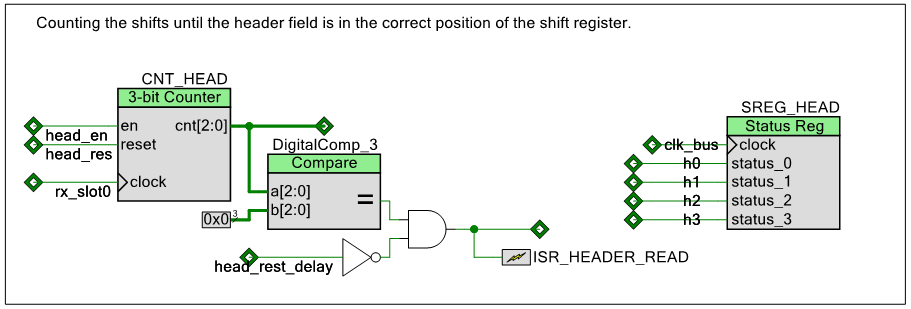 Counting the shifts until the header field is in the correct position of the shift register.
CNT_HEAD
3-bit Counter
en
cnt[2:0]
head_en
reset
head_res
clock
rx_slot0
DigitalComp_3
Compare
a[2:0]
b[2:0]
=
0x0
3
head_rest_delay
ISR_HEADER_READ
SREG_HEAD
Status Reg
clk_bus
clock
h0
status_0
h1
status_1
h2
status_2
h3
status_3